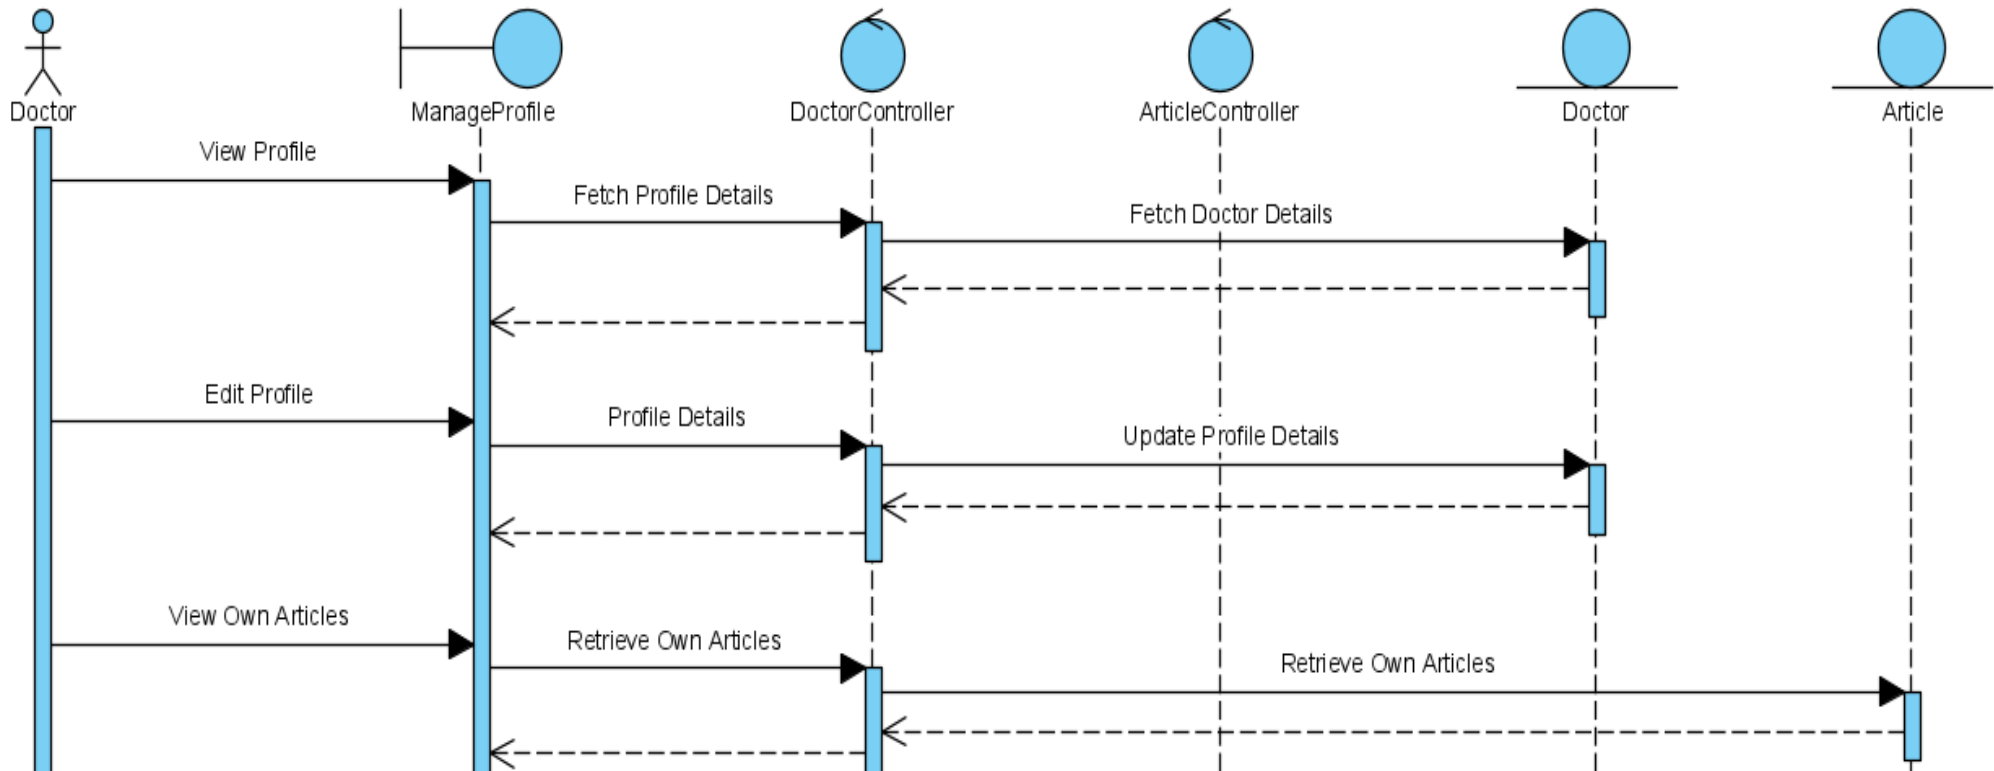 Doctor
ManageProfile
DoctorController
ArticleController
Doctor
Article
View Profile
Fetch Profile Details
Fetch Doctor Details
Edit Profile
Profile Details
Update Profile Details
View Own Articles
Retrieve Own Articles
Retrieve Own Articles